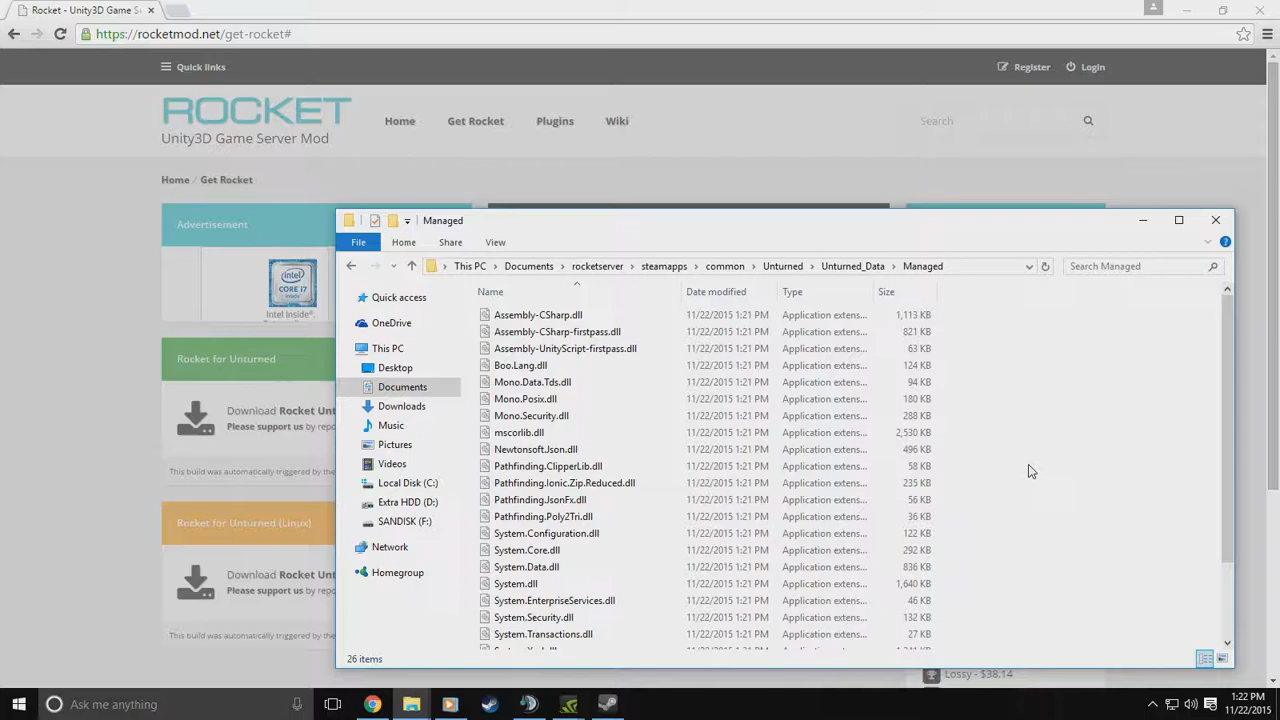 Rocket - Unity3D Game S
https://rocketmod.net/get-rocket#
Quick links
Register
Login
ROCKET
Unity3D Game Server Mod
Home
Get Rocket
Plugins
Wiki
Search
Home / Get Rocket
Advertisement
intel
CORE i7
inside
Intel Inside®.
Rocket for Unturned
Download Rocket Un
Please support us by repo
This build was automatically triggered by the
Rocket for Unturned (Linux)
Download Rocket Un
Please support us by repo
This build was automatically triggered by the
Lossy - $38.14
Managed
File
Home
Share
View
This PC
Documents
rocketserver
steamapps
common
Unturned
Unturned_Data
Managed
Search Managed
Quick access
OneDrive
This PC
Desktop
Documents
Downloads
Music
Pictures
Videos
Local Disk (C:)
Extra HDD (D:)
SANDISK (F:)
Network
Homegroup
Name Date modified Type Size
Assembly-CSharp.dll 11/22/2015 1:21 PM Application extens... 1,113 KB
Assembly-CSharp-firstpass.dll 11/22/2015 1:21 PM Application extens... 821 KB
Assembly-UnityScript-firstpass.dll 11/22/2015 1:21 PM Application extens... 63 KB
Boo.Lang.dll 11/22/2015 1:21 PM Application extens... 124 KB
Mono.Data.Tds.dll 11/22/2015 1:21 PM Application extens... 94 KB
Mono.Posix.dll 11/22/2015 1:21 PM Application extens... 180 KB
Mono.Security.dll 11/22/2015 1:21 PM Application extens... 288 KB
mscorlib.dll 11/22/2015 1:21 PM Application extens... 2,530 KB
Newtonsoft.Json.dll 11/22/2015 1:21 PM Application extens... 496 KB
Pathfinding.ClipperLib.dll 11/22/2015 1:21 PM Application extens... 58 KB
Pathfinding.Ionic.Zip.Reduced.dll 11/22/2015 1:21 PM Application extens... 235 KB
Pathfinding.JsonFx.dll 11/22/2015 1:21 PM Application extens... 56 KB
Pathfinding.Poly2Tri.dll 11/22/2015 1:21 PM Application extens... 36 KB
System.Configuration.dll 11/22/2015 1:21 PM Application extens... 122 KB
System.Core.dll 11/22/2015 1:21 PM Application extens... 292 KB
System.Data.dll 11/22/2015 1:21 PM Application extens... 836 KB
System.dll 11/22/2015 1:21 PM Application extens... 1,640 KB
System.EnterpriseServices.dll 11/22/2015 1:21 PM Application extens... 46 KB
System.Security.dll 11/22/2015 1:21 PM Application extens... 132 KB
System.Transactions.dll 11/22/2015 1:21 PM Application extens... 27 KB
26 items
Ask me anything
1:22 PM
11/22/2015